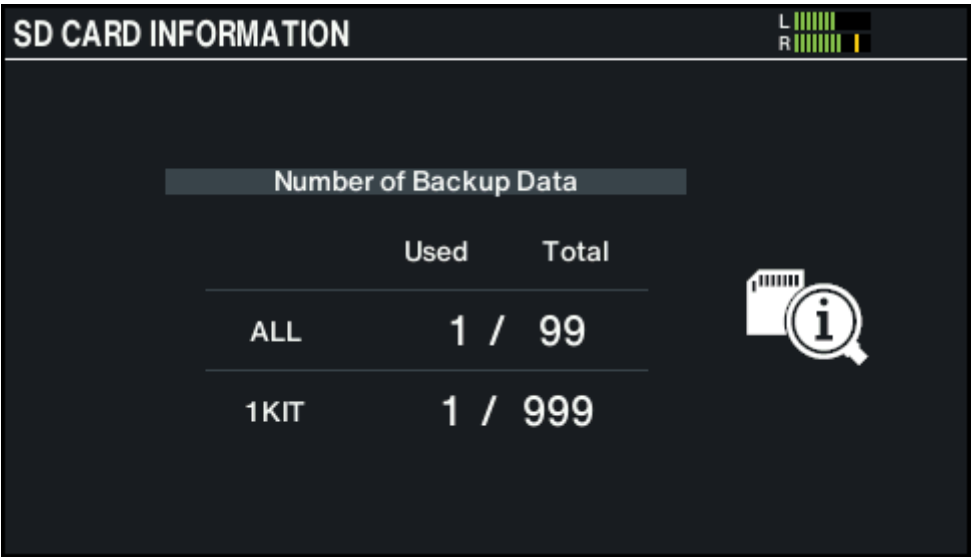 SD CARD INFORMATION
L
R
Number of Backup Data
Used Total
ALL 1 / 99
1KIT 1 / 999